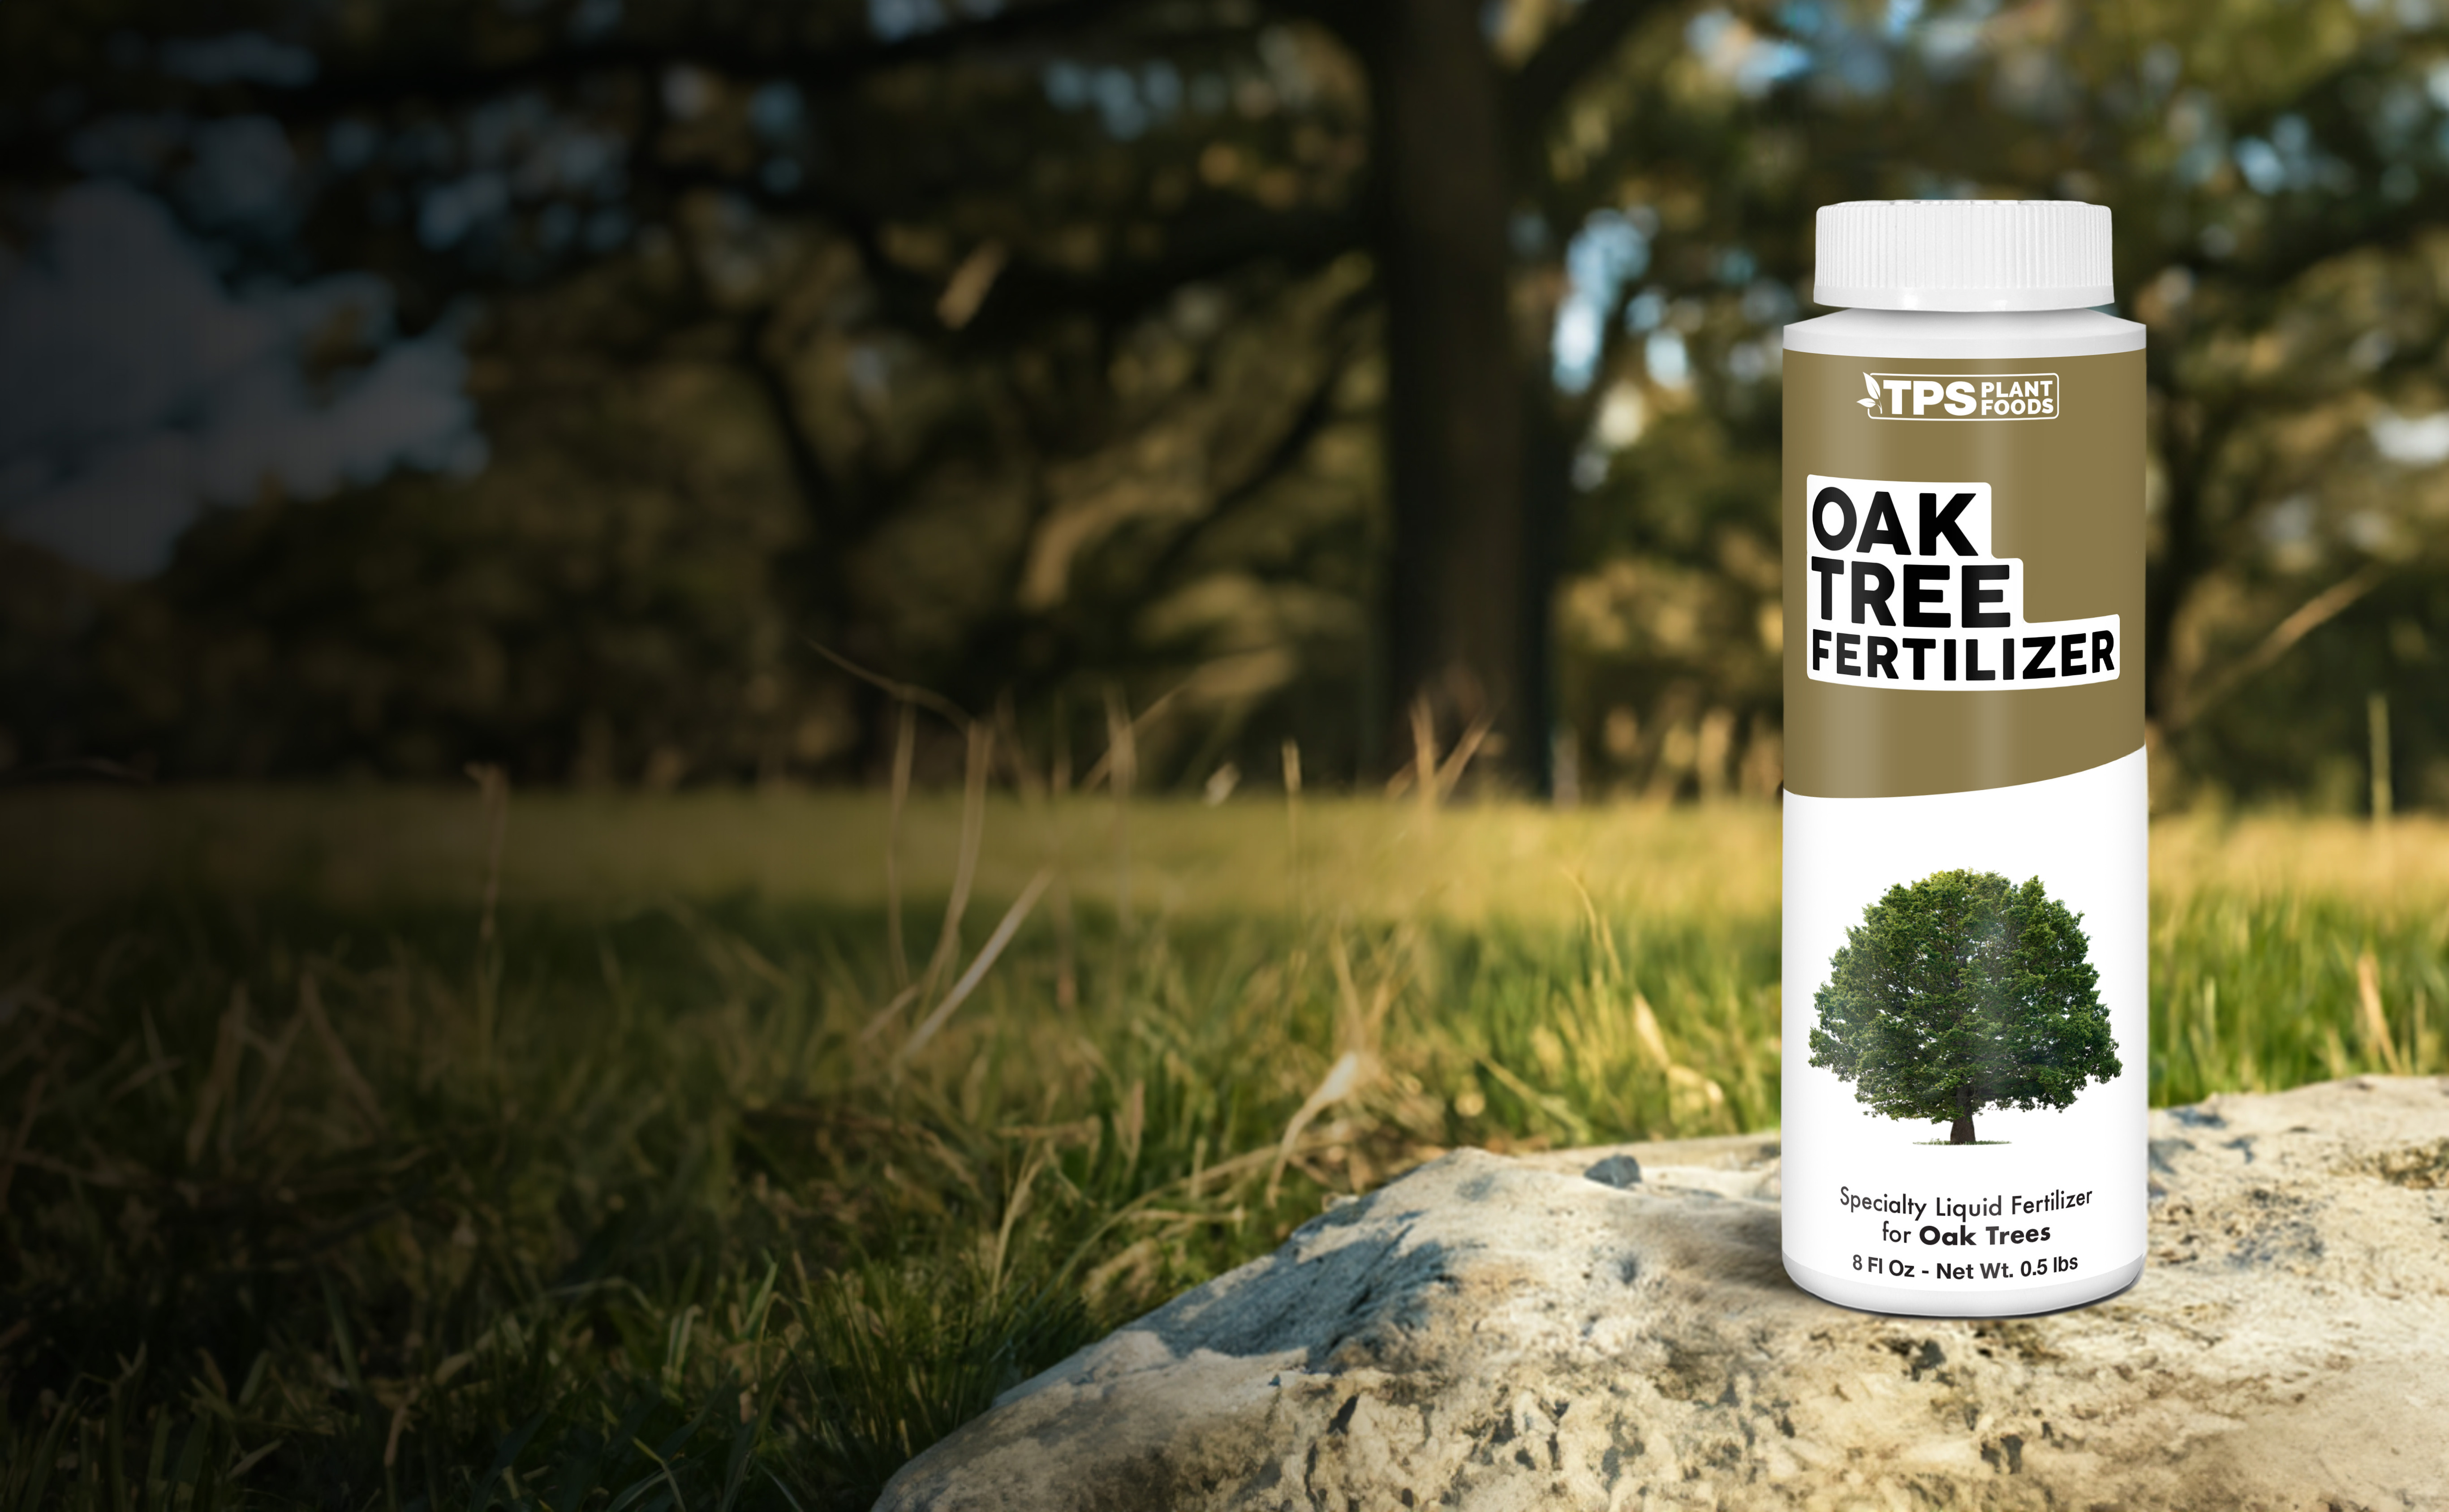 TPS PLANT FOODS
OAK
TREE
FERTILIZER
Specialty Liquid Fertilizer
for Oak Trees
8 Fl Oz - Net Wt. 0.5 lbs